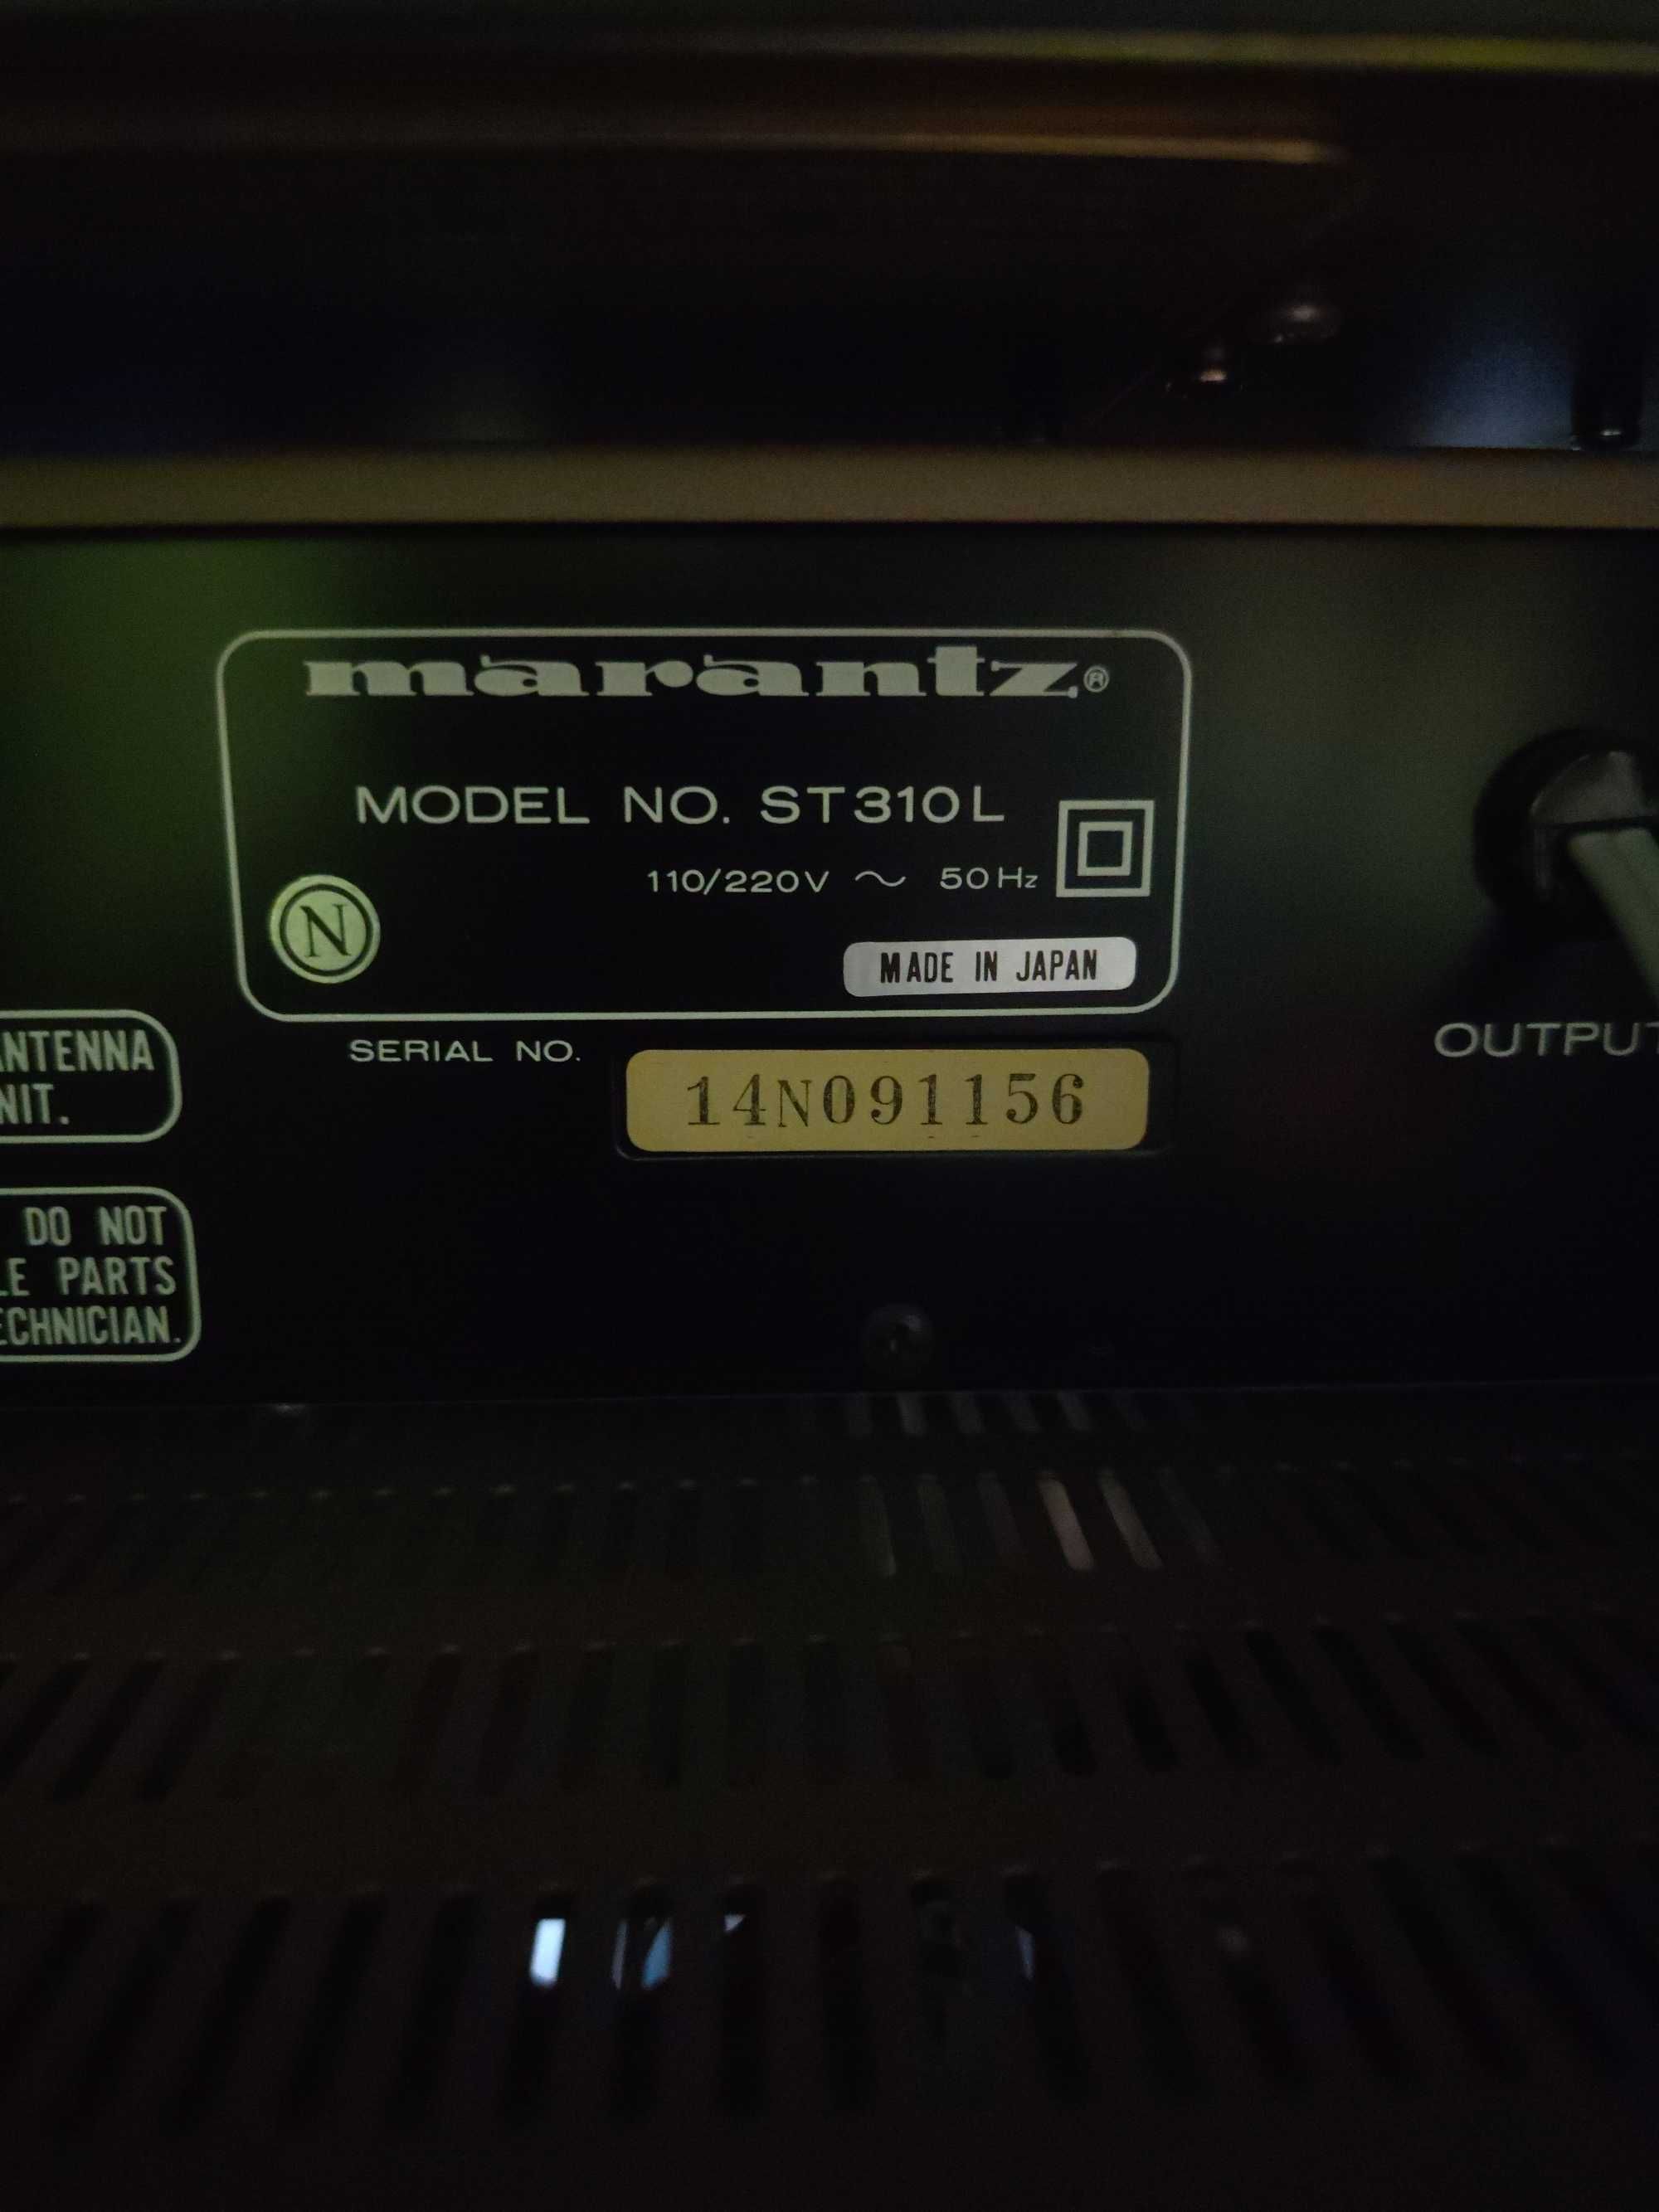 marantz®
MODEL NO. ST310L
110/220V ~ 50Hz
N
MADE IN JAPAN
SERIAL NO. 14N091156
NTENNA
NIT.
DO NOT
LE PARTS
ECHNICIAN.
OUTPUT